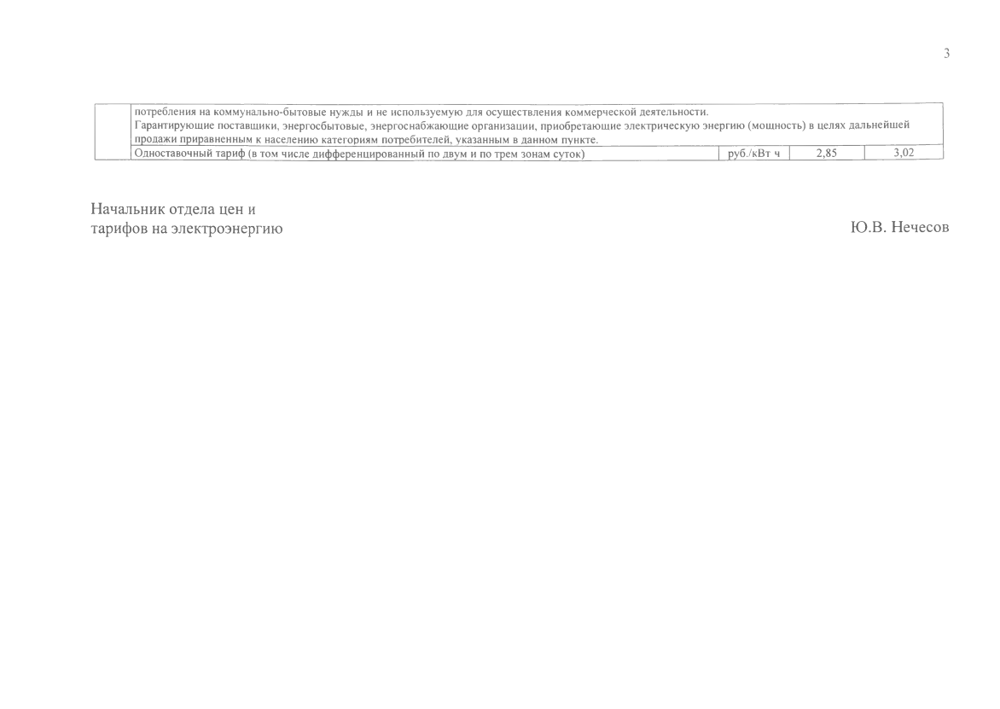 3
потребления на коммунально-бытовые нужды и не используемую для осуществления коммерческой деятельности.
Гарантирующие поставщики, энергосбытовые, энергоснабжающие организации, приобретающие электрическую энергию (мощность) в целях дальнейшей
продажи приравненным к населению категориям потребителей, указанным в данном пункте.
Одноставочный тариф (в том числе дифференцированный по двум и по трем зонам суток) руб./кВт ч 2,85 3,02
Начальник отдела цен и
тарифов на электроэнергию Ю.В. Нечесов